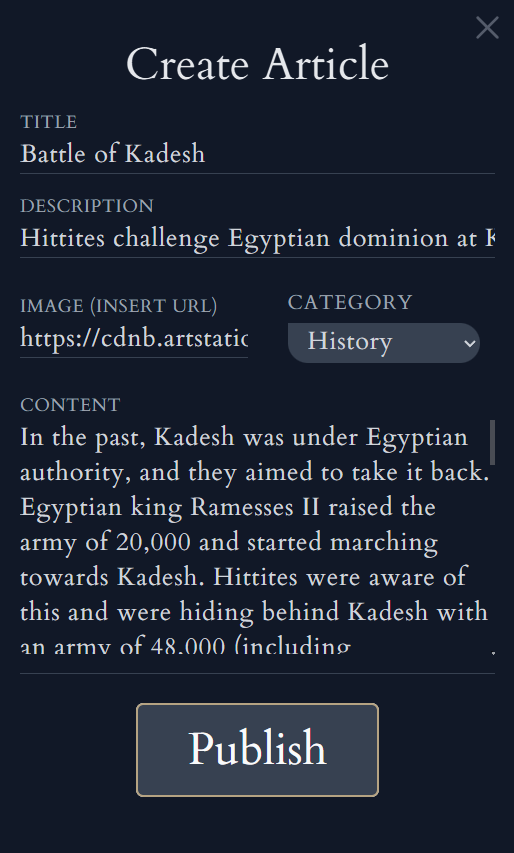 Create Article
TITLE
Battle of Kadesh
DESCRIPTION
Hittites challenge Egyptian dominion at K
IMAGE (INSERT URL)
CATEGORY
https://cdnb.artstatio
History
CONTENT
In the past, Kadesh was under Egyptian
authority, and they aimed to take it back.
Egyptian king Ramesses II raised the
army of 20,000 and started marching
towards Kadesh. Hittites were aware of
this and were hiding behind Kadesh with
an army of 48,000 (including
Publish